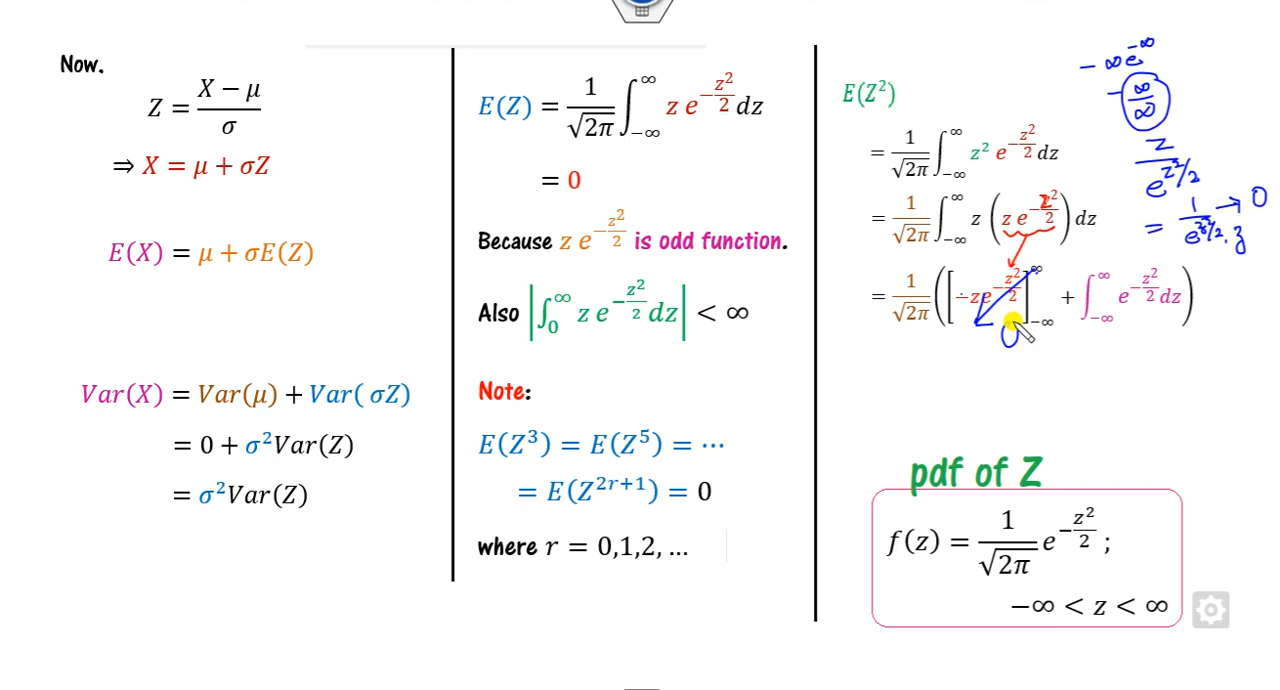 Now.
Z = (X − μ)/σ
⇒ X = μ + σZ
E(X) = μ + σE(Z)
Var(X) = Var(μ) + Var( σZ)
= 0 + σ²Var(Z)
= σ²Var(Z)
E(Z) = 1/√2π ∫_{−∞}^{∞} z e^{−z²/2} dz
= 0
Because z e^{−z²/2} is odd function.
Also |∫_0^∞ z e^{−z²/2} dz| < ∞
Note:
E(Z³) = E(Z⁵) = ⋯
= E(Z^{2r+1}) = 0
where r = 0,1,2, …
E(Z²)
= 1/√2π ∫_{−∞}^{∞} z² e^{−z²/2} dz
= 1/√2π ∫_{−∞}^{∞} z (z e^{−z²/2}) dz
= 1/√2π ([−ze^{−z²/2}]_{−∞}^{∞} + ∫_{−∞}^{∞} e^{−z²/2} dz)
0
− ∞ e^{−∞}
− ∞/∞
z/e^{z²/2}
= 1/(e^{z²/2} · z) → 0
pdf of Z
f(z) = 1/√2π e^{−z²/2} ;
−∞ < z < ∞